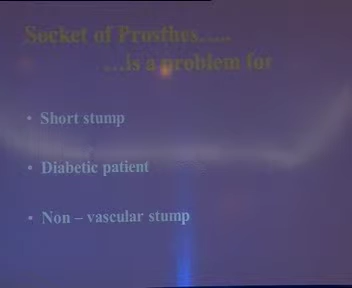 Socket of Prosthes.....
...is a problem for
• Short stump
• Diabetic patient
• Non – vascular stump